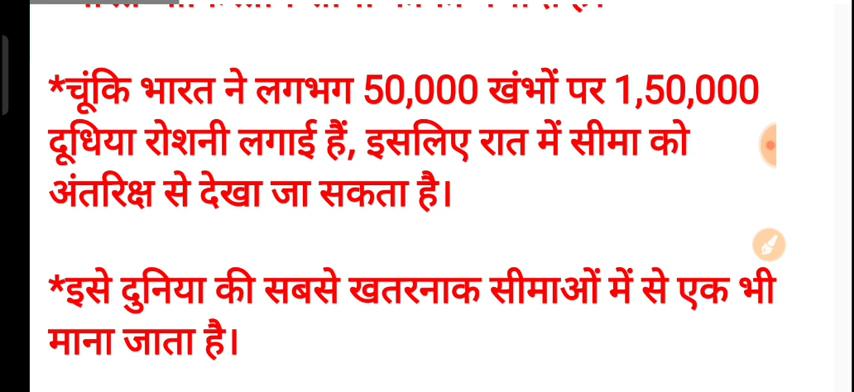 *चूंकि भारत ने लगभग 50,000 खंभों पर 1,50,000
दूधिया रोशनी लगाई हैं, इसलिए रात में सीमा को
अंतरिक्ष से देखा जा सकता है।
*इसे दुनिया की सबसे खतरनाक सीमाओं में से एक भी
माना जाता है।